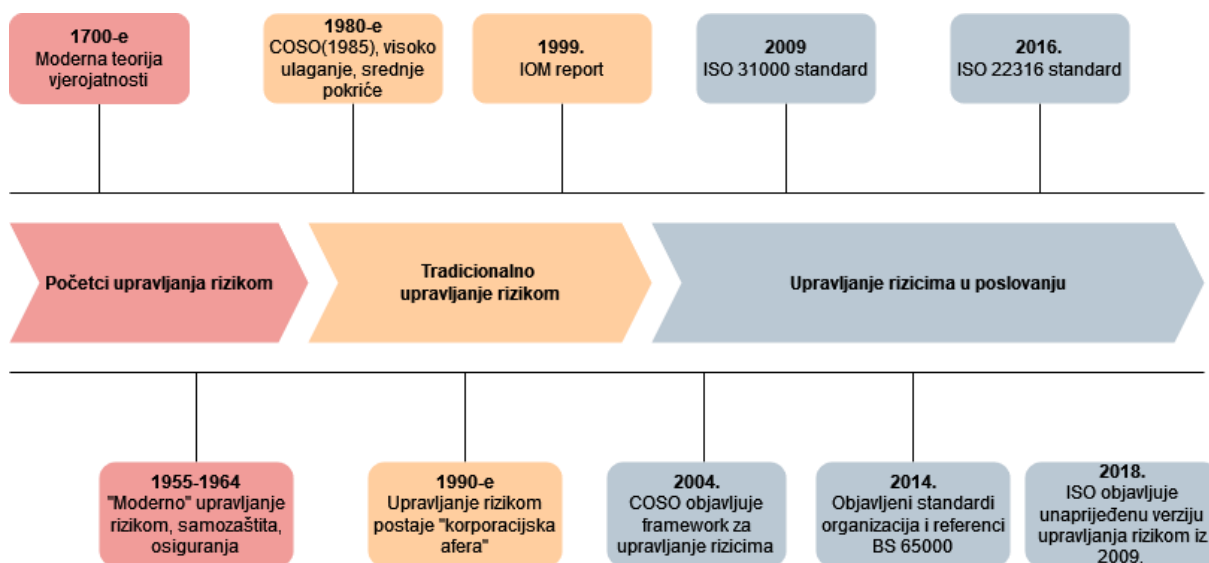 1700-e
Moderna teorija
vjerojatnosti
1980-e
COSO(1985), visoko
ulaganje, srednje
pokriće
1999.
IOM report
2009
ISO 31000 standard
2016.
ISO 22316 standard
Početci upravljanja rizikom
Tradicionalno
upravljanje rizikom
Upravljanje rizicima u poslovanju
1955-1964
"Moderno" upravljanje
rizikom, samozaštita,
osiguranja
1990-e
Upravljanje rizikom
postaje "korporacijska
afera"
2004.
COSO objavljuje
framework za
upravljanje rizicima
2014.
Objavljeni standardi
organizacija i referenci
BS 65000
2018.
ISO objavljuje
unaprijeđenu verziju
upravljanja rizikom iz
2009.